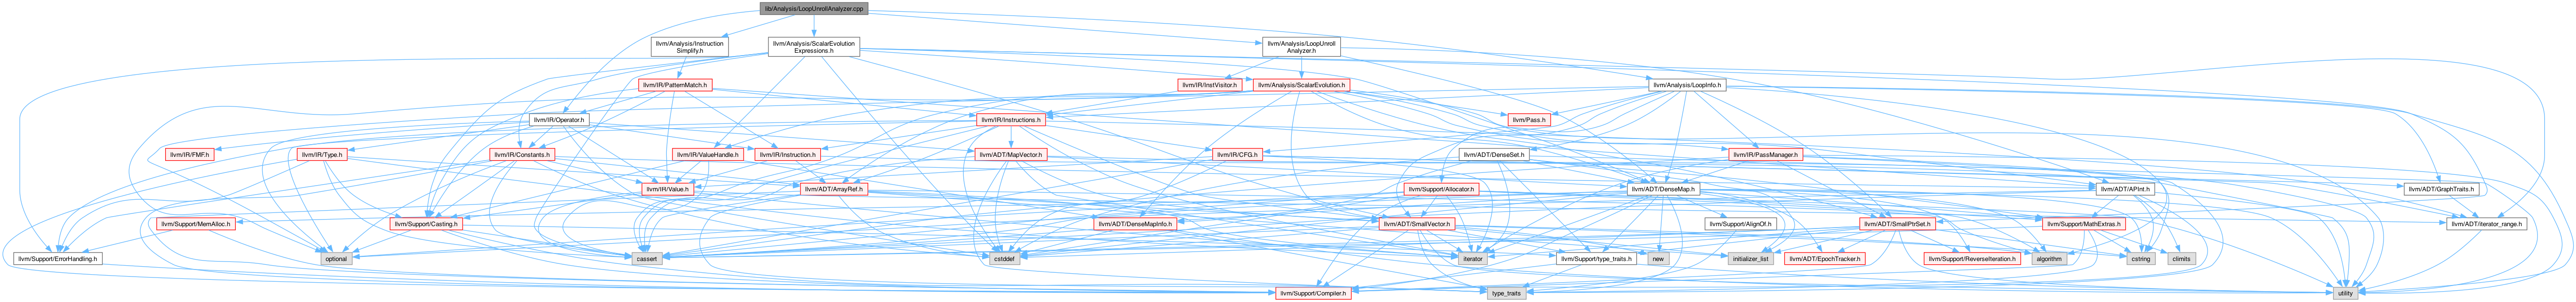 lib/Analysis/LoopUnrollAnalyzer.cpp
llvm/Analysis/Instruction
Simplify.h
llvm/Analysis/ScalarEvolution
Expressions.h
llvm/Analysis/LoopUnroll
Analyzer.h
llvm/IR/PatternMatch.h
llvm/IR/InstVisitor.h
llvm/Analysis/ScalarEvolution.h
llvm/Analysis/LoopInfo.h
llvm/IR/Operator.h
llvm/IR/Instructions.h
llvm/Pass.h
llvm/IR/FMF.h
llvm/IR/Type.h
llvm/IR/Constants.h
llvm/IR/ValueHandle.h
llvm/IR/Instruction.h
llvm/ADT/MapVector.h
llvm/IR/CFG.h
llvm/ADT/DenseSet.h
llvm/IR/PassManager.h
llvm/IR/Value.h
llvm/ADT/ArrayRef.h
llvm/Support/Allocator.h
llvm/ADT/DenseMap.h
llvm/ADT/APInt.h
llvm/ADT/GraphTraits.h
llvm/Support/MemAlloc.h
llvm/Support/Casting.h
llvm/ADT/DenseMapInfo.h
llvm/ADT/SmallVector.h
llvm/Support/AlignOf.h
llvm/ADT/SmallPtrSet.h
llvm/Support/MathExtras.h
llvm/ADT/iterator_range.h
llvm/Support/ErrorHandling.h
optional
cassert
cstddef
iterator
llvm/Support/type_traits.h
new
initializer_list
llvm/ADT/EpochTracker.h
llvm/Support/ReverseIteration.h
algorithm
cstring
climits
llvm/Support/Compiler.h
type_traits
utility